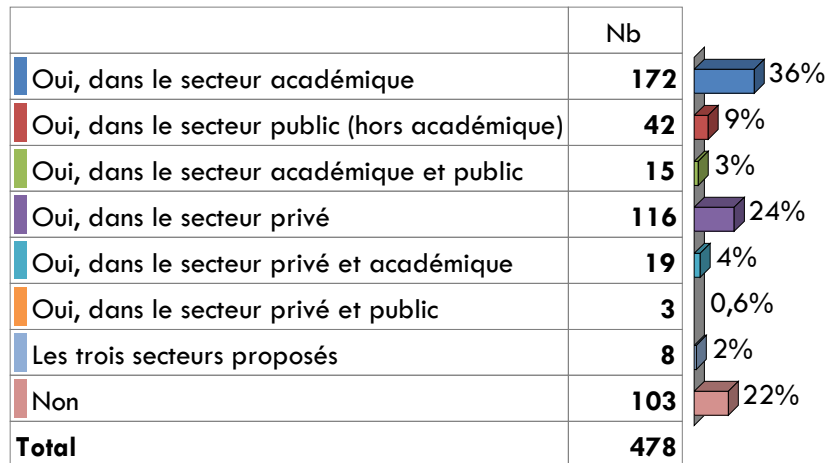 Nb
Oui, dans le secteur académique 172 36%
Oui, dans le secteur public (hors académique) 42 9%
Oui, dans le secteur académique et public 15 3%
Oui, dans le secteur privé 116 24%
Oui, dans le secteur privé et académique 19 4%
Oui, dans le secteur privé et public 3 0,6%
Les trois secteurs proposés 8 2%
Non 103 22%
Total 478